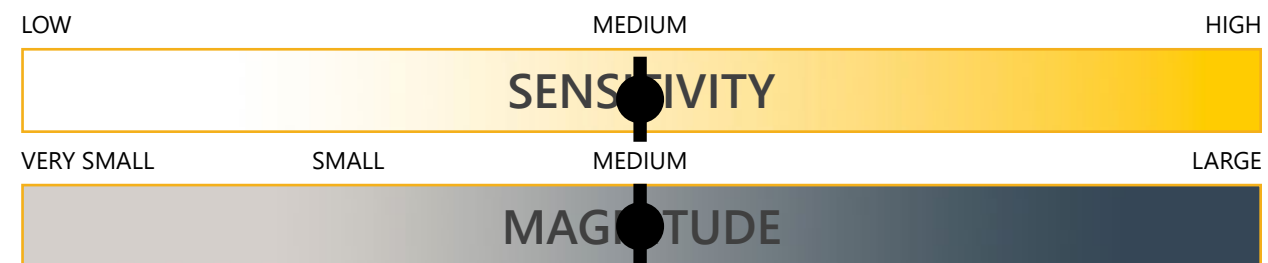 LOW MEDIUM HIGH
SENSITIVITY
VERY SMALL SMALL MEDIUM LARGE
MAGNITUDE